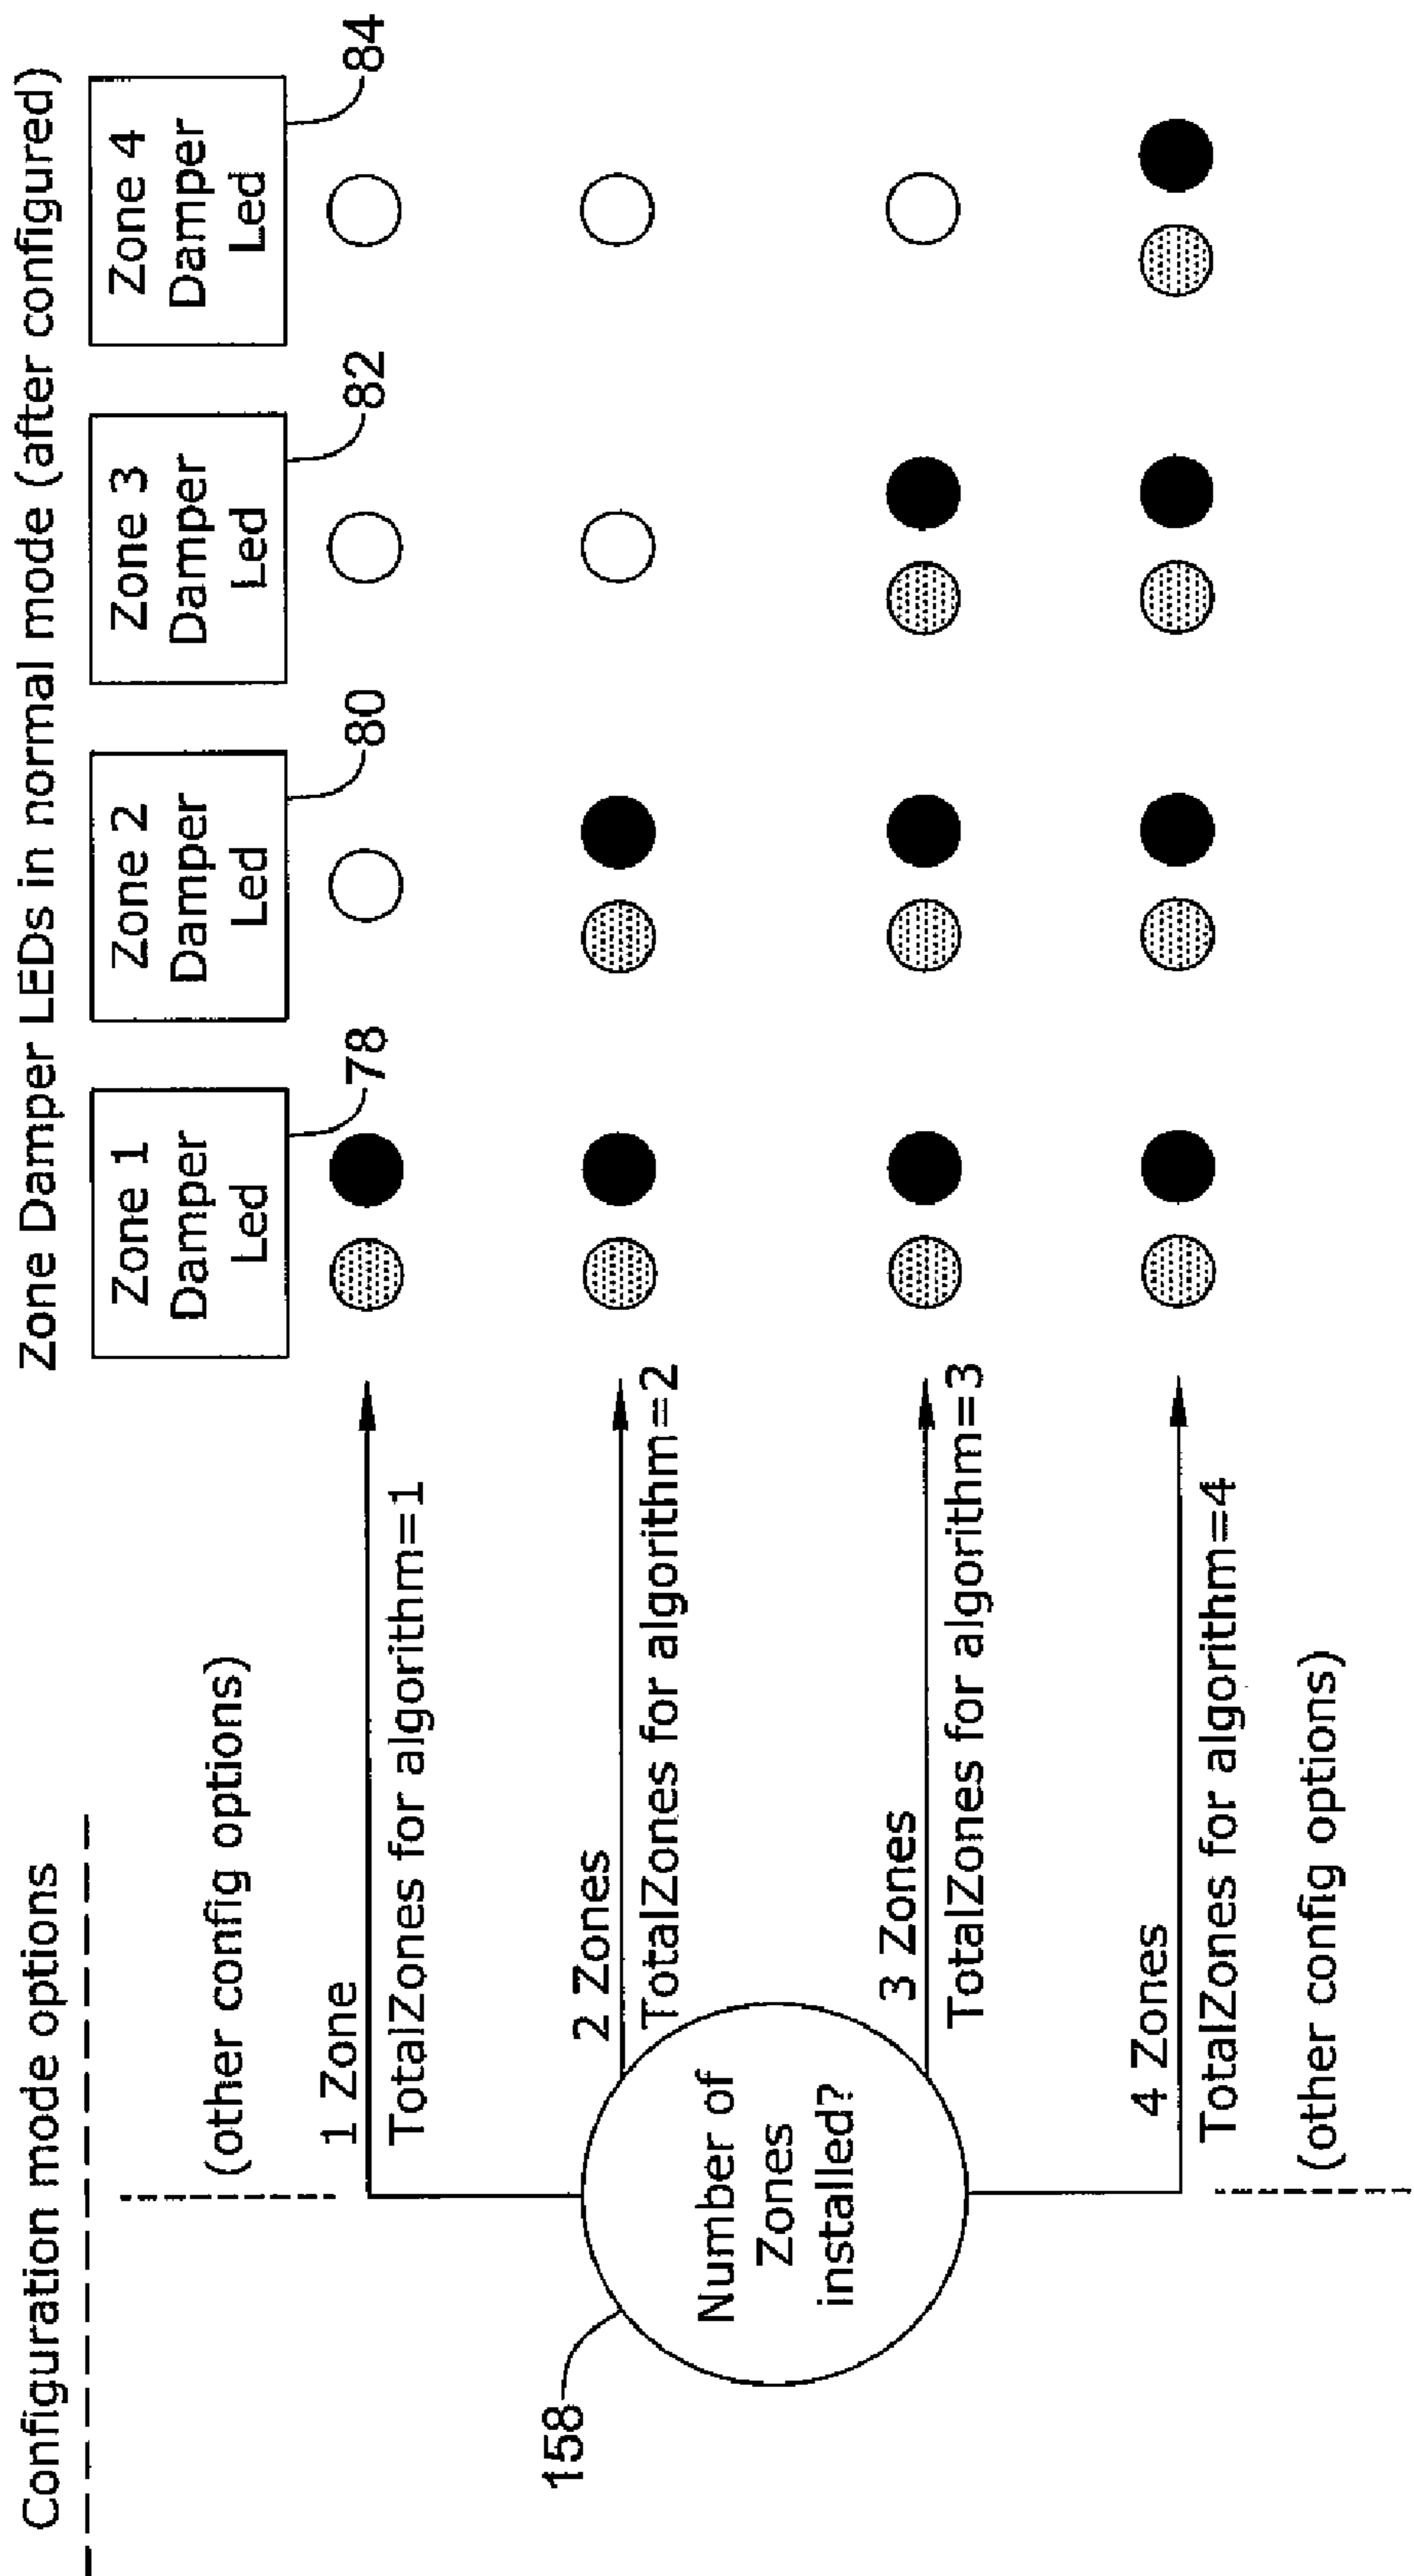 Configuration mode options
Zone Damper LEDs in normal mode (after configured)
Zone 1
Damper
Led
78
Zone 2
Damper
Led
80
Zone 3
Damper
Led
82
Zone 4
Damper
Led
84
(other config options)
1 Zone
TotalZones for algorithm=1
2 Zones
TotalZones for algorithm=2
158
Number of
Zones
installed?
3 Zones
TotalZones for algorithm=3
4 Zones
TotalZones for algorithm=4
(other config options)